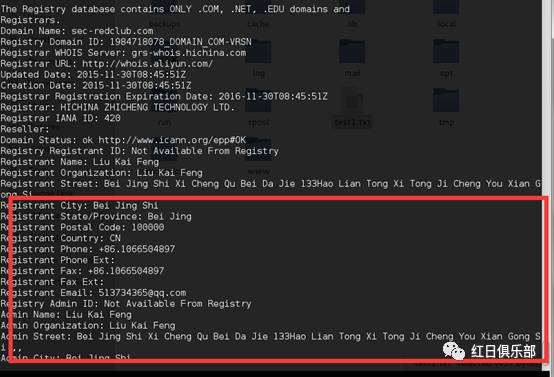 The Registry database contains ONLY .COM, .NET, .EDU domains and
Registrars.
Domain Name: sec-redclub.com
Registry Domain ID: 1984718078_DOMAIN_COM-VRSN
Registrar WHOIS Server: grs-whois.hichina.com
Registrar URL: http://whois.aliyun.com/
Updated Date: 2015-11-30T08:45:51Z
Creation Date: 2015-11-30T08:45:51Z
Registrar Registration Expiration Date: 2016-11-30T08:45:51Z
Registrar: HICHINA ZHICHENG TECHNOLOGY LTD.
Registrar IANA ID: 420
Reseller:
Domain Status: ok http://www.icann.org/epp#OK
Registry Registrant ID: Not Available From Registry
Registrant Name: Liu Kai Feng
Registrant Organization: Liu Kai Feng
Registrant Street: Bei Jing Shi Xi Cheng Qu Bei Da Jie 133Hao Lian Tong Xi Tong Ji Cheng You Xian G
ong Si
Registrant City: Bei Jing Shi
Registrant State/Province: Bei Jing
Registrant Postal Code: 100000
Registrant Country: CN
Registrant Phone: +86.1066504897
Registrant Phone Ext:
Registrant Fax: +86.1066504897
Registrant Fax Ext:
Registrant Email: 513734365@qq.com
Registry Admin ID: Not Available From Registry
Admin Name: Liu Kai Feng
Admin Organization: Liu Kai Feng
Admin Street: Bei Jing Shi Xi Cheng Qu Bei Da Jie 133Hao Lian Tong Xi Tong Ji Cheng You Xian Gong S
i
Admin City: Bei Jing Shi
backups
cache
lib
local
log
mail
opt
run
spool
test1.txt
tmp
www
红日俱乐部